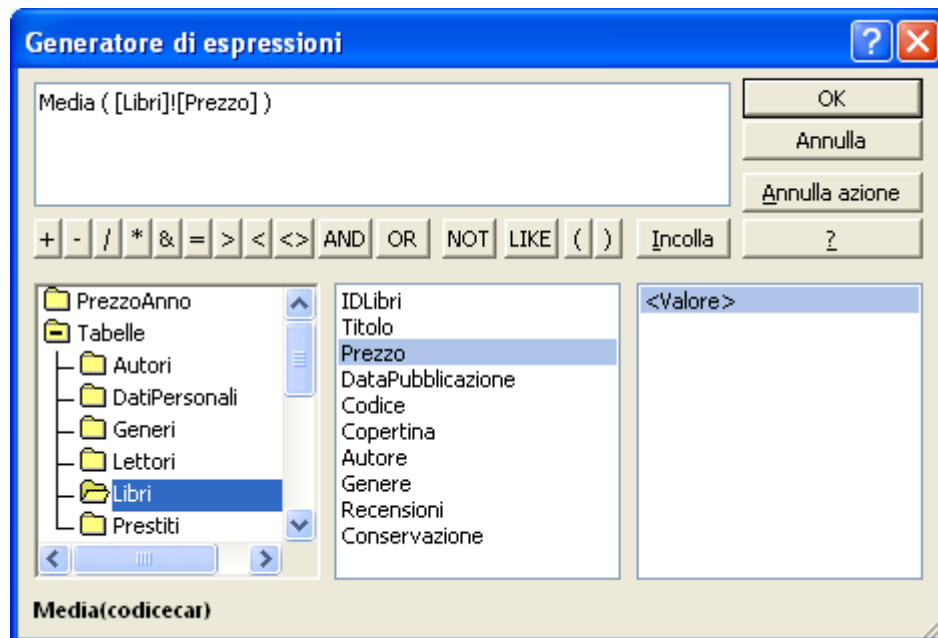 Generatore di espressioni
?
Media ( [Libri]![Prezzo] )
OK
Annulla
Annulla azione
+ - / * & = > < <> AND OR NOT LIKE ( ) Incolla ?
PrezzoAnno
Tabelle
Autori
DatiPersonali
Generi
Lettori
Libri
Prestiti
IDLibri
Titolo
Prezzo
DataPubblicazione
Codice
Copertina
Autore
Genere
Recensioni
Conservazione
<Valore>
Media(codicecar)